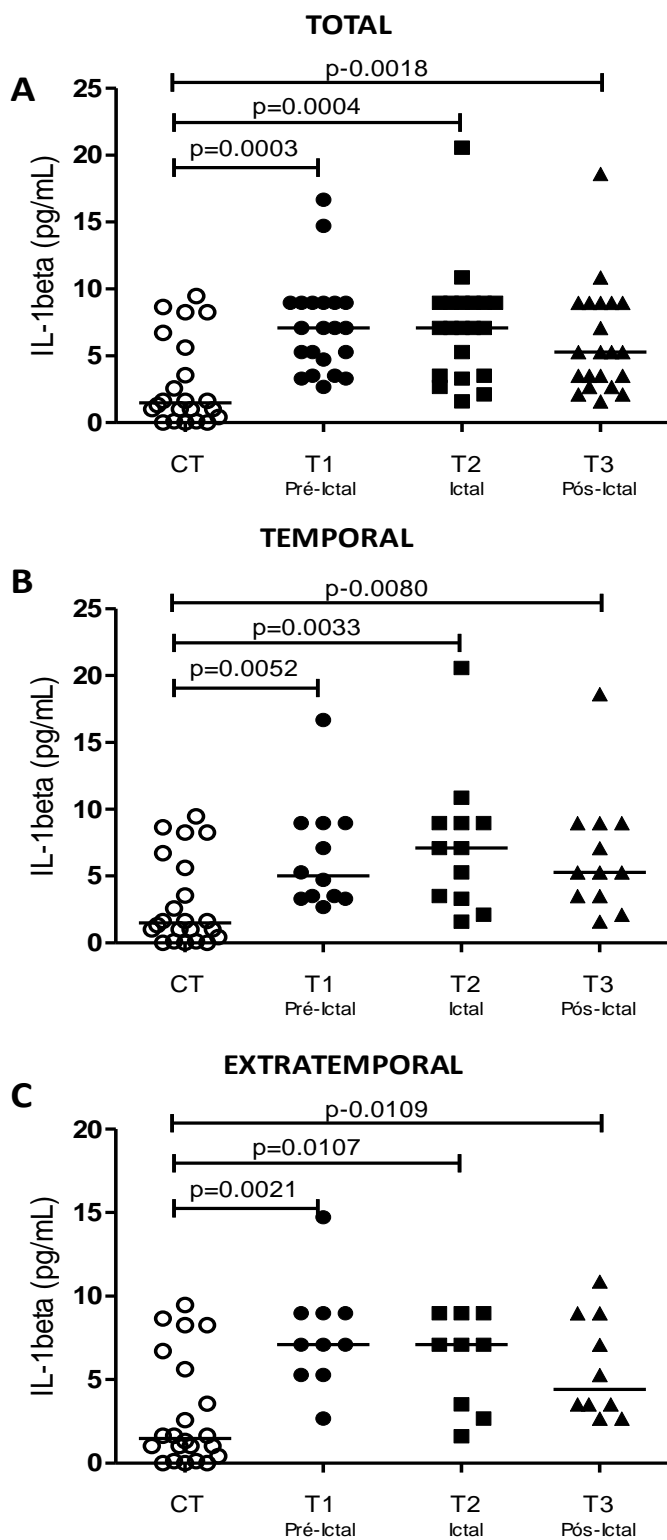 TOTAL
A
p-0.0018
p=0.0004
p=0.0003
IL-1beta (pg/mL)
25
20
15
10
5
0
CT
T1
T2
T3
Pré-Ictal
Ictal
Pós-Ictal
TEMPORAL
B
p-0.0080
p=0.0033
p=0.0052
IL-1beta (pg/mL)
25
20
15
10
5
0
CT
T1
T2
T3
Pré-Ictal
Ictal
Pós-Ictal
EXTRATEMPORAL
C
p-0.0109
p=0.0107
p=0.0021
IL-1beta (pg/mL)
20
15
10
5
0
CT
T1
T2
T3
Pré-Ictal
Ictal
Pós-Ictal